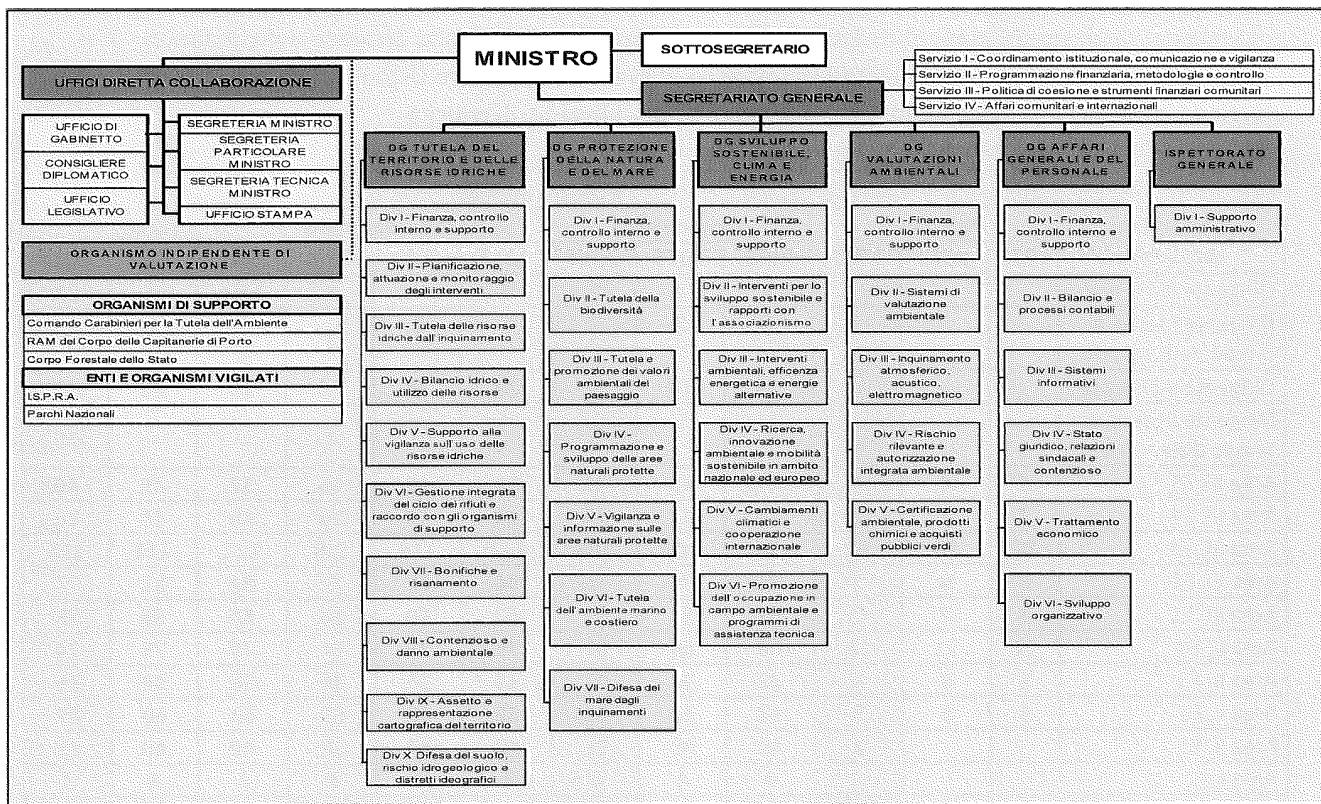 MINISTRO
SOTTOSEGRETARIO
SEGRETARIATO GENERALE
Servizio I - Coordinamento istituzionale, comunicazione e vigilanza
Servizio II - Programmazione finanziaria, metodologie e controllo
Servizio III - Politica di coesione e strumenti finanziari comunitari
Servizio IV - Affari comunitari e internazionali
UFFICI DIRETTA COLLABORAZIONE
UFFICIO DI
GABINETTO
CONSIGLIERE
DIPLOMATICO
UFFICIO
LEGISLATIVO
SEGRETERIA MINISTRO
SEGRETERIA
PARTICOLARE
MINISTRO
SEGRETERIA TECNICA
MINISTRO
UFFICIO STAMPA
ORGANISMO INDIPENDENTE DI
VALUTAZIONE
ORGANISMI DI SUPPORTO
Comando Carabinieri per la Tutela dell'Ambiente
RAM del Corpo delle Capitanerie di Porto
Corpo Forestale dello Stato
ENTI E ORGANISMI VIGILATI
I.S.P.R.A.
Parchi Nazionali
DG TUTELA DEL
TERRITORIO E DELLE
RISORSE IDRICHE
Div I - Finanza, controllo
interno e supporto
Div II - Planificazione,
attuazione e monitoraggio
degli interventi
Div III - Tutela delle risorse
idriche dall'inquinamento
Div IV - Bilancio idrico e
utilizzo delle risorse
Div V - Supporto alla
vigilanza sull'uso delle
risorse idriche
Div VI - Gestione integrata
del ciclo dei rifiuti e
raccordo con gli organismi
di supporto
Div VII - Bonifiche e
risanamento
Div VIII - Contenzioso e
danno ambientale
Div IX - Assetto e
rappresentazione
cartografica del territorio
Div X Difesa del suolo,
rischio idrogeologico e
distretti ideografici
DG PROTEZIONE
DELLA NATURA
E DEL MARE
Div I - Finanza,
controllo interno e
supporto
Div II - Tutela della
biodiversità
Div III - Tutela e
promozione dei valori
ambientali del
paesaggio
Div IV -
Programmazione e
sviluppo delle aree
naturali protette
Div V - Vigilanza e
informazione sulle
aree naturali protette
Div VI - Tutela
dell'ambiente marino
e costiero
Div VII - Difesa del
mare dagli
inquinamenti
DG SVILUPPO
SOSTENIBILE,
CLIMA E
ENERGIA
Div I - Finanza,
controllo interno e
supporto
Div II - Interventi per lo
sviluppo sostenibile e
rapporti con
l'associazionismo
Div III - Interventi
ambientali, efficenza
energetica e energie
alternative
Div IV - Ricerca,
innovazione
ambientale e mobilità
sostenibile in ambito
nazionale ed europeo
Div V - Cambiamenti
climatici e
cooperazione
internazionale
Div VI - Promozione
dell'occupazione in
campo ambientale e
programmi di
assistenza tecnica
DG
VALUTAZIONI
AMBIENTALI
Div I - Finanza,
controllo interno e
supporto
Div II - Sistemi di
valutazione
ambientale
Div III - Inquinamento
atmosferico,
acustico,
elettromagnetico
Div IV - Rischio
rilevante e
autorizzazione
integrata ambientale
Div V - Certificazione
ambientale, prodotti
chimici e acquisti
pubblici verdi
DG AFFARI
GENERALI E DEL
PERSONALE
Div I - Finanza,
controllo interno e
supporto
Div II - Bilancio e
processi contabili
Div III - Sistemi
informativi
Div IV - Stato
giuridico, relazioni
sindacali e
contenzioso
Div V - Trattamento
economico
Div VI - Sviluppo
organizzativo
ISPETTORATO
GENERALE
Div I - Supporto
amministrativo